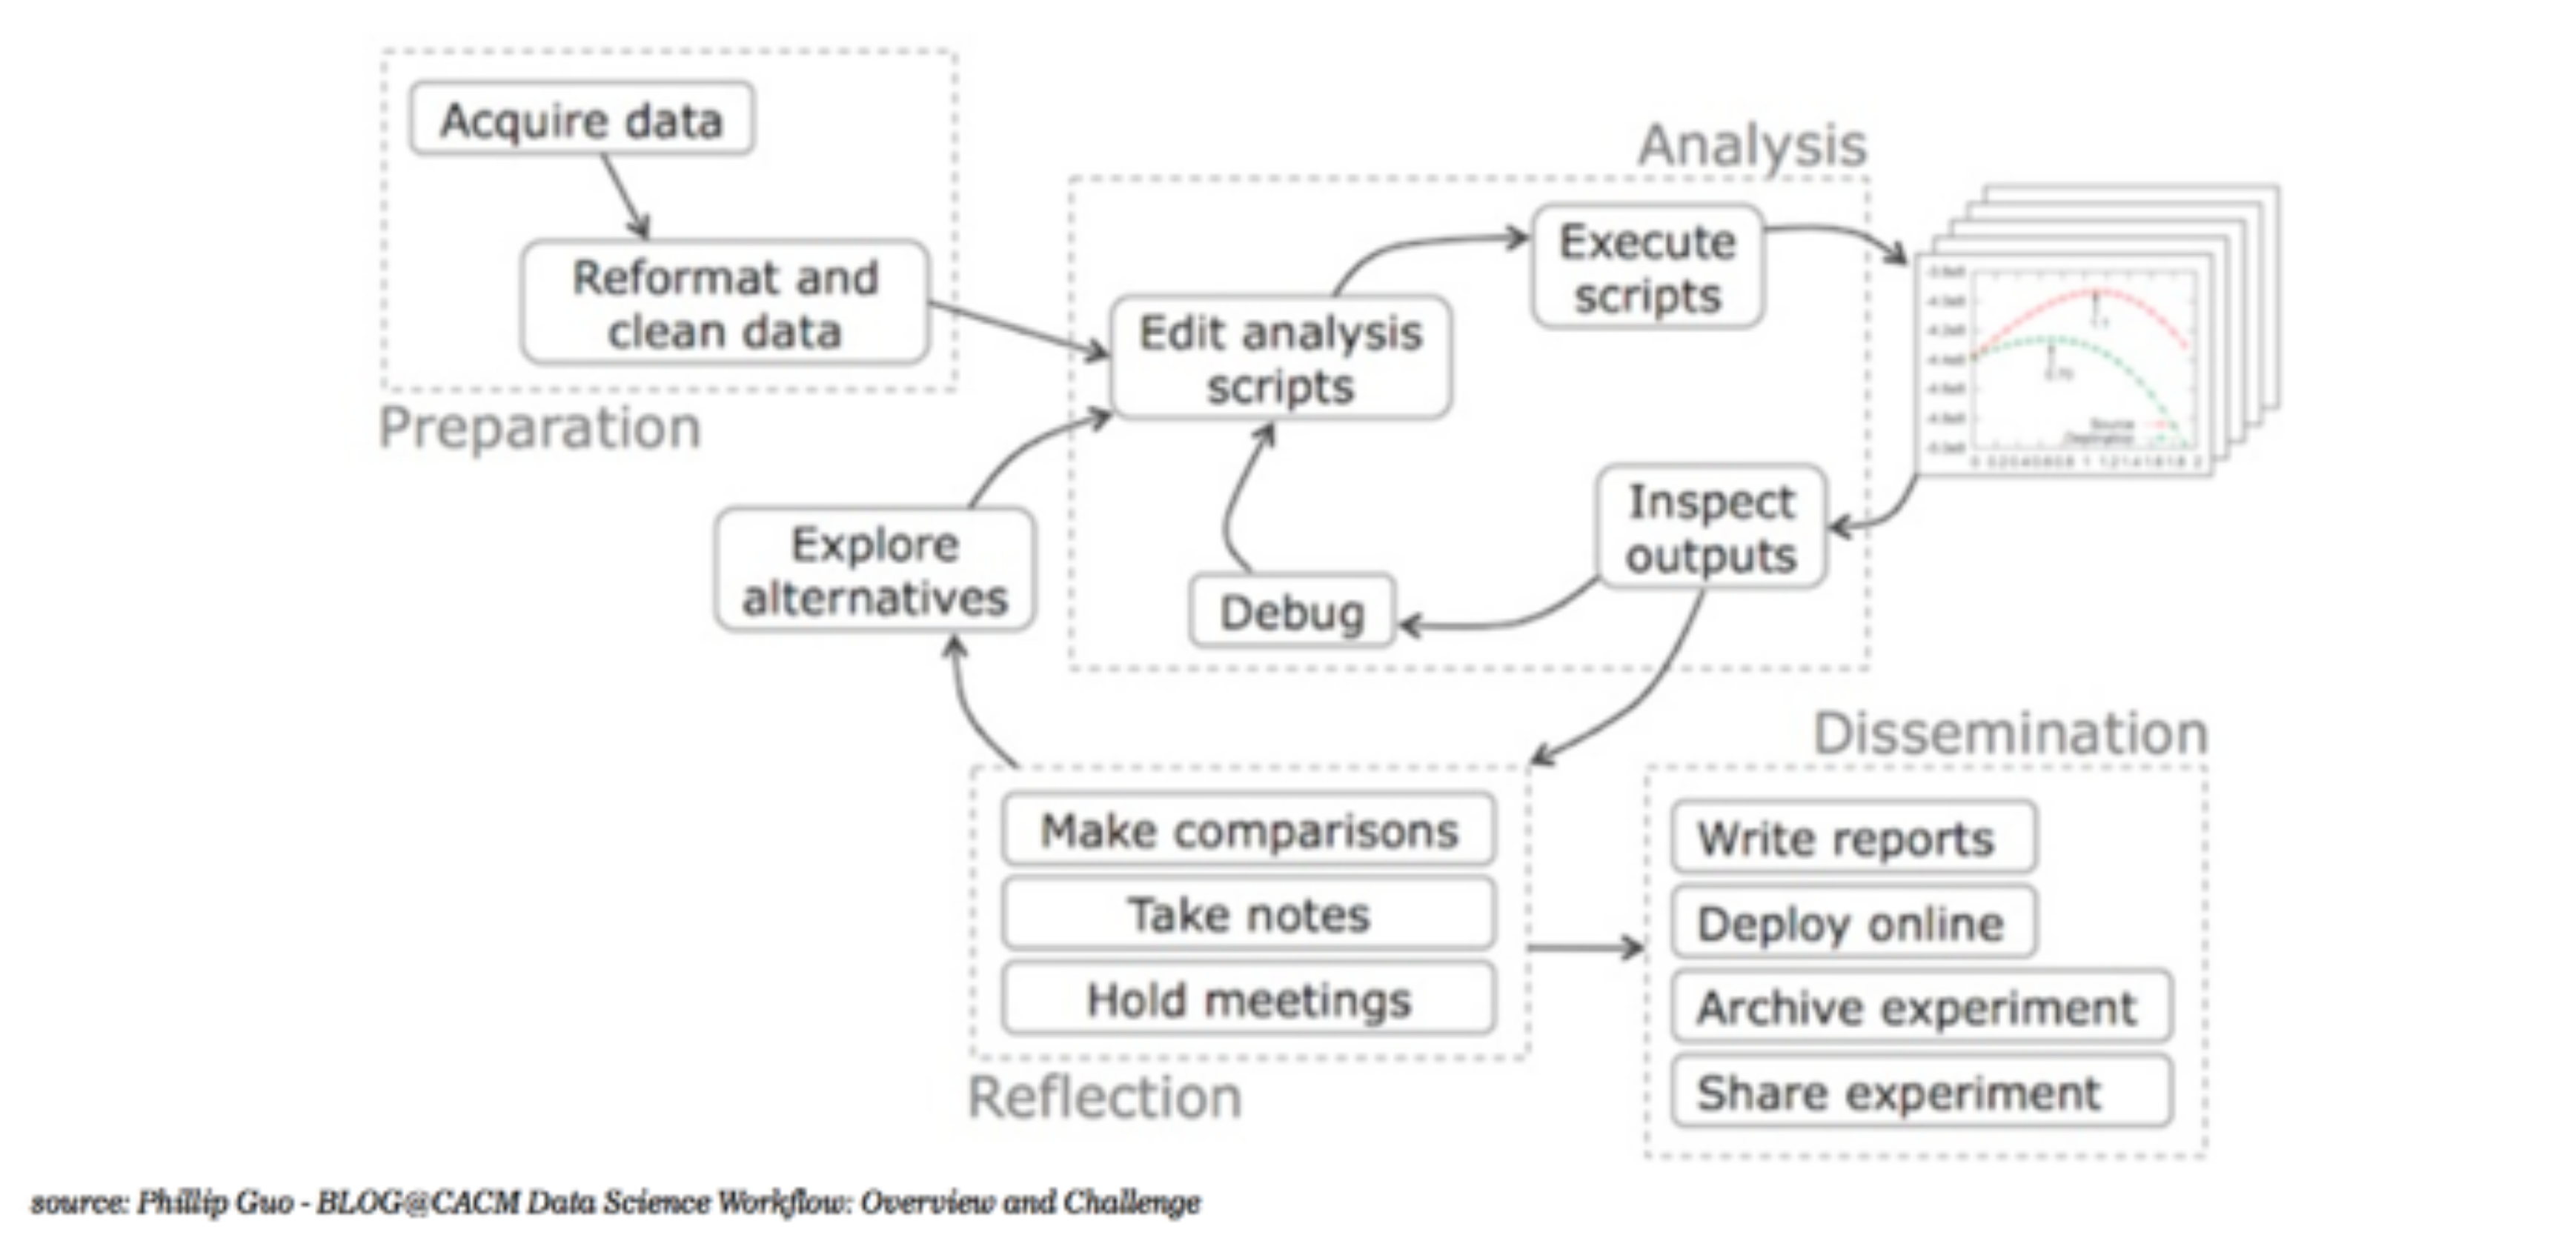 Acquire data
Reformat and
clean data
Preparation
Analysis
Edit analysis
scripts
Execute
scripts
Inspect
outputs
Debug
Explore
alternatives
Make comparisons
Take notes
Hold meetings
Reflection
Dissemination
Write reports
Deploy online
Archive experiment
Share experiment
source: Phillip Guo - BLOG@CACM Data Science Workflow: Overview and Challenge